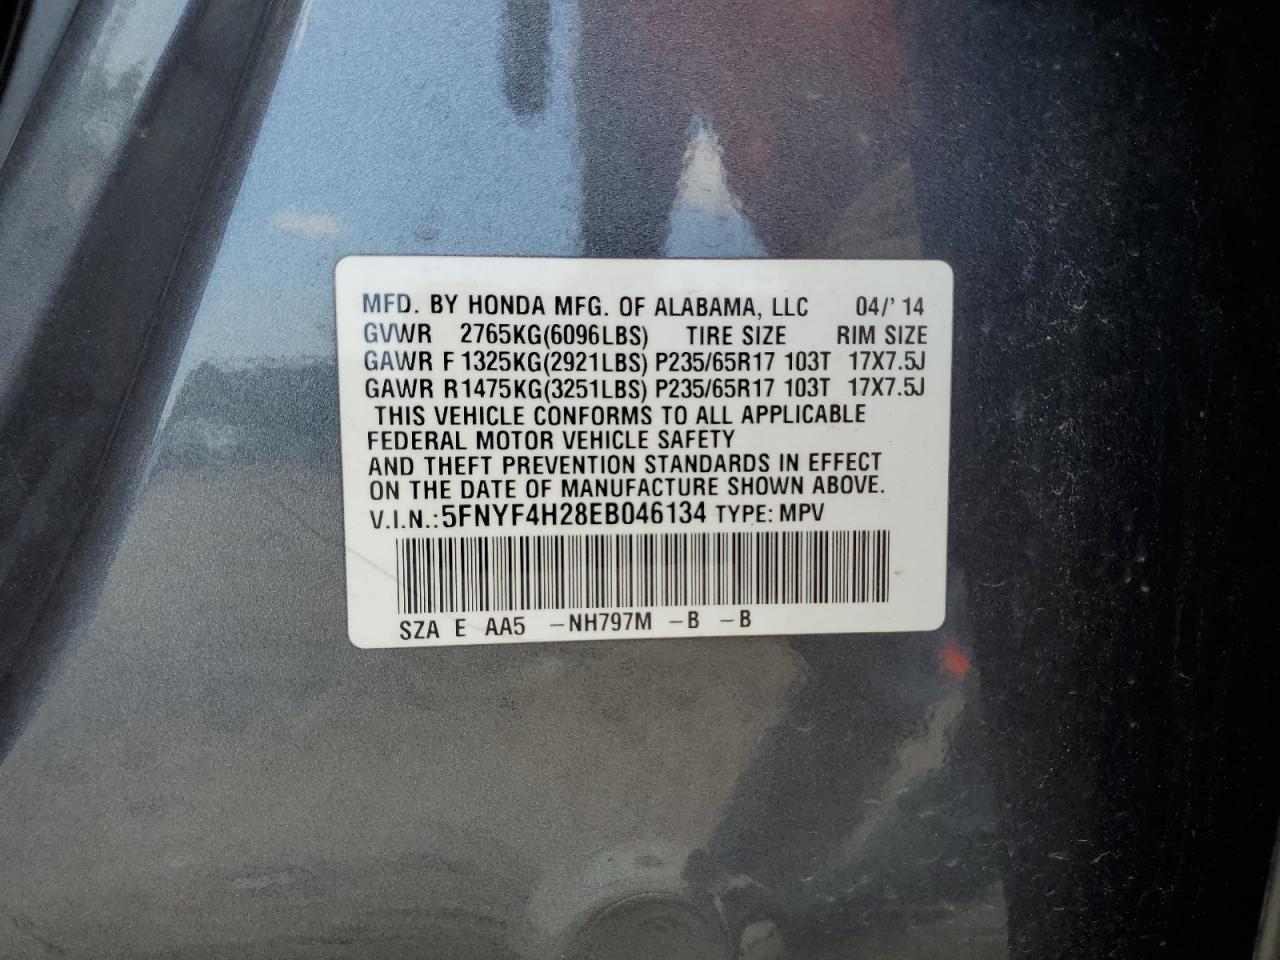 MFD. BY HONDA MFG. OF ALABAMA, LLC 04/'14
GVWR 2765KG(6096LBS) TIRE SIZE RIM SIZE
GAWR F 1325KG(2921LBS) P235/65R17 103T 17X7.5J
GAWR R1475KG(3251LBS) P235/65R17 103T 17X7.5J
THIS VEHICLE CONFORMS TO ALL APPLICABLE
FEDERAL MOTOR VEHICLE SAFETY
AND THEFT PREVENTION STANDARDS IN EFFECT
ON THE DATE OF MANUFACTURE SHOWN ABOVE.
V.I.N.:5FNYF4H28EB046134 TYPE: MPV
SZA E AA5 -NH797M -B -B